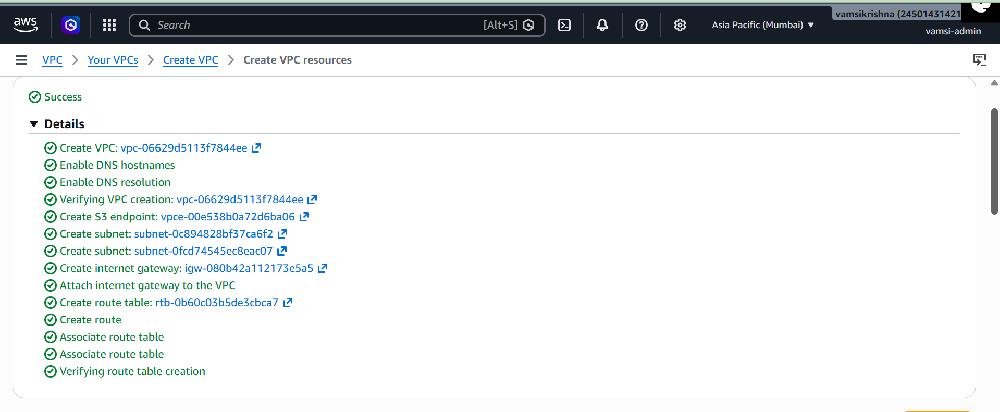 aws
Search [Alt+S]
Asia Pacific (Mumbai)
vamsikrishna (24501431421
vamsi-admin
VPC
Your VPCs
Create VPC
Create VPC resources
Success
Details
Create VPC: vpc-06629d5113f7844ee
Enable DNS hostnames
Enable DNS resolution
Verifying VPC creation: vpc-06629d5113f7844ee
Create S3 endpoint: vpce-00e538b0a72d6ba06
Create subnet: subnet-0c894828bf37ca6f2
Create subnet: subnet-0fcd74545ec8eac07
Create internet gateway: igw-080b42a112173e5a5
Attach internet gateway to the VPC
Create route table: rtb-0b60c03b5de3cbca7
Create route
Associate route table
Associate route table
Verifying route table creation